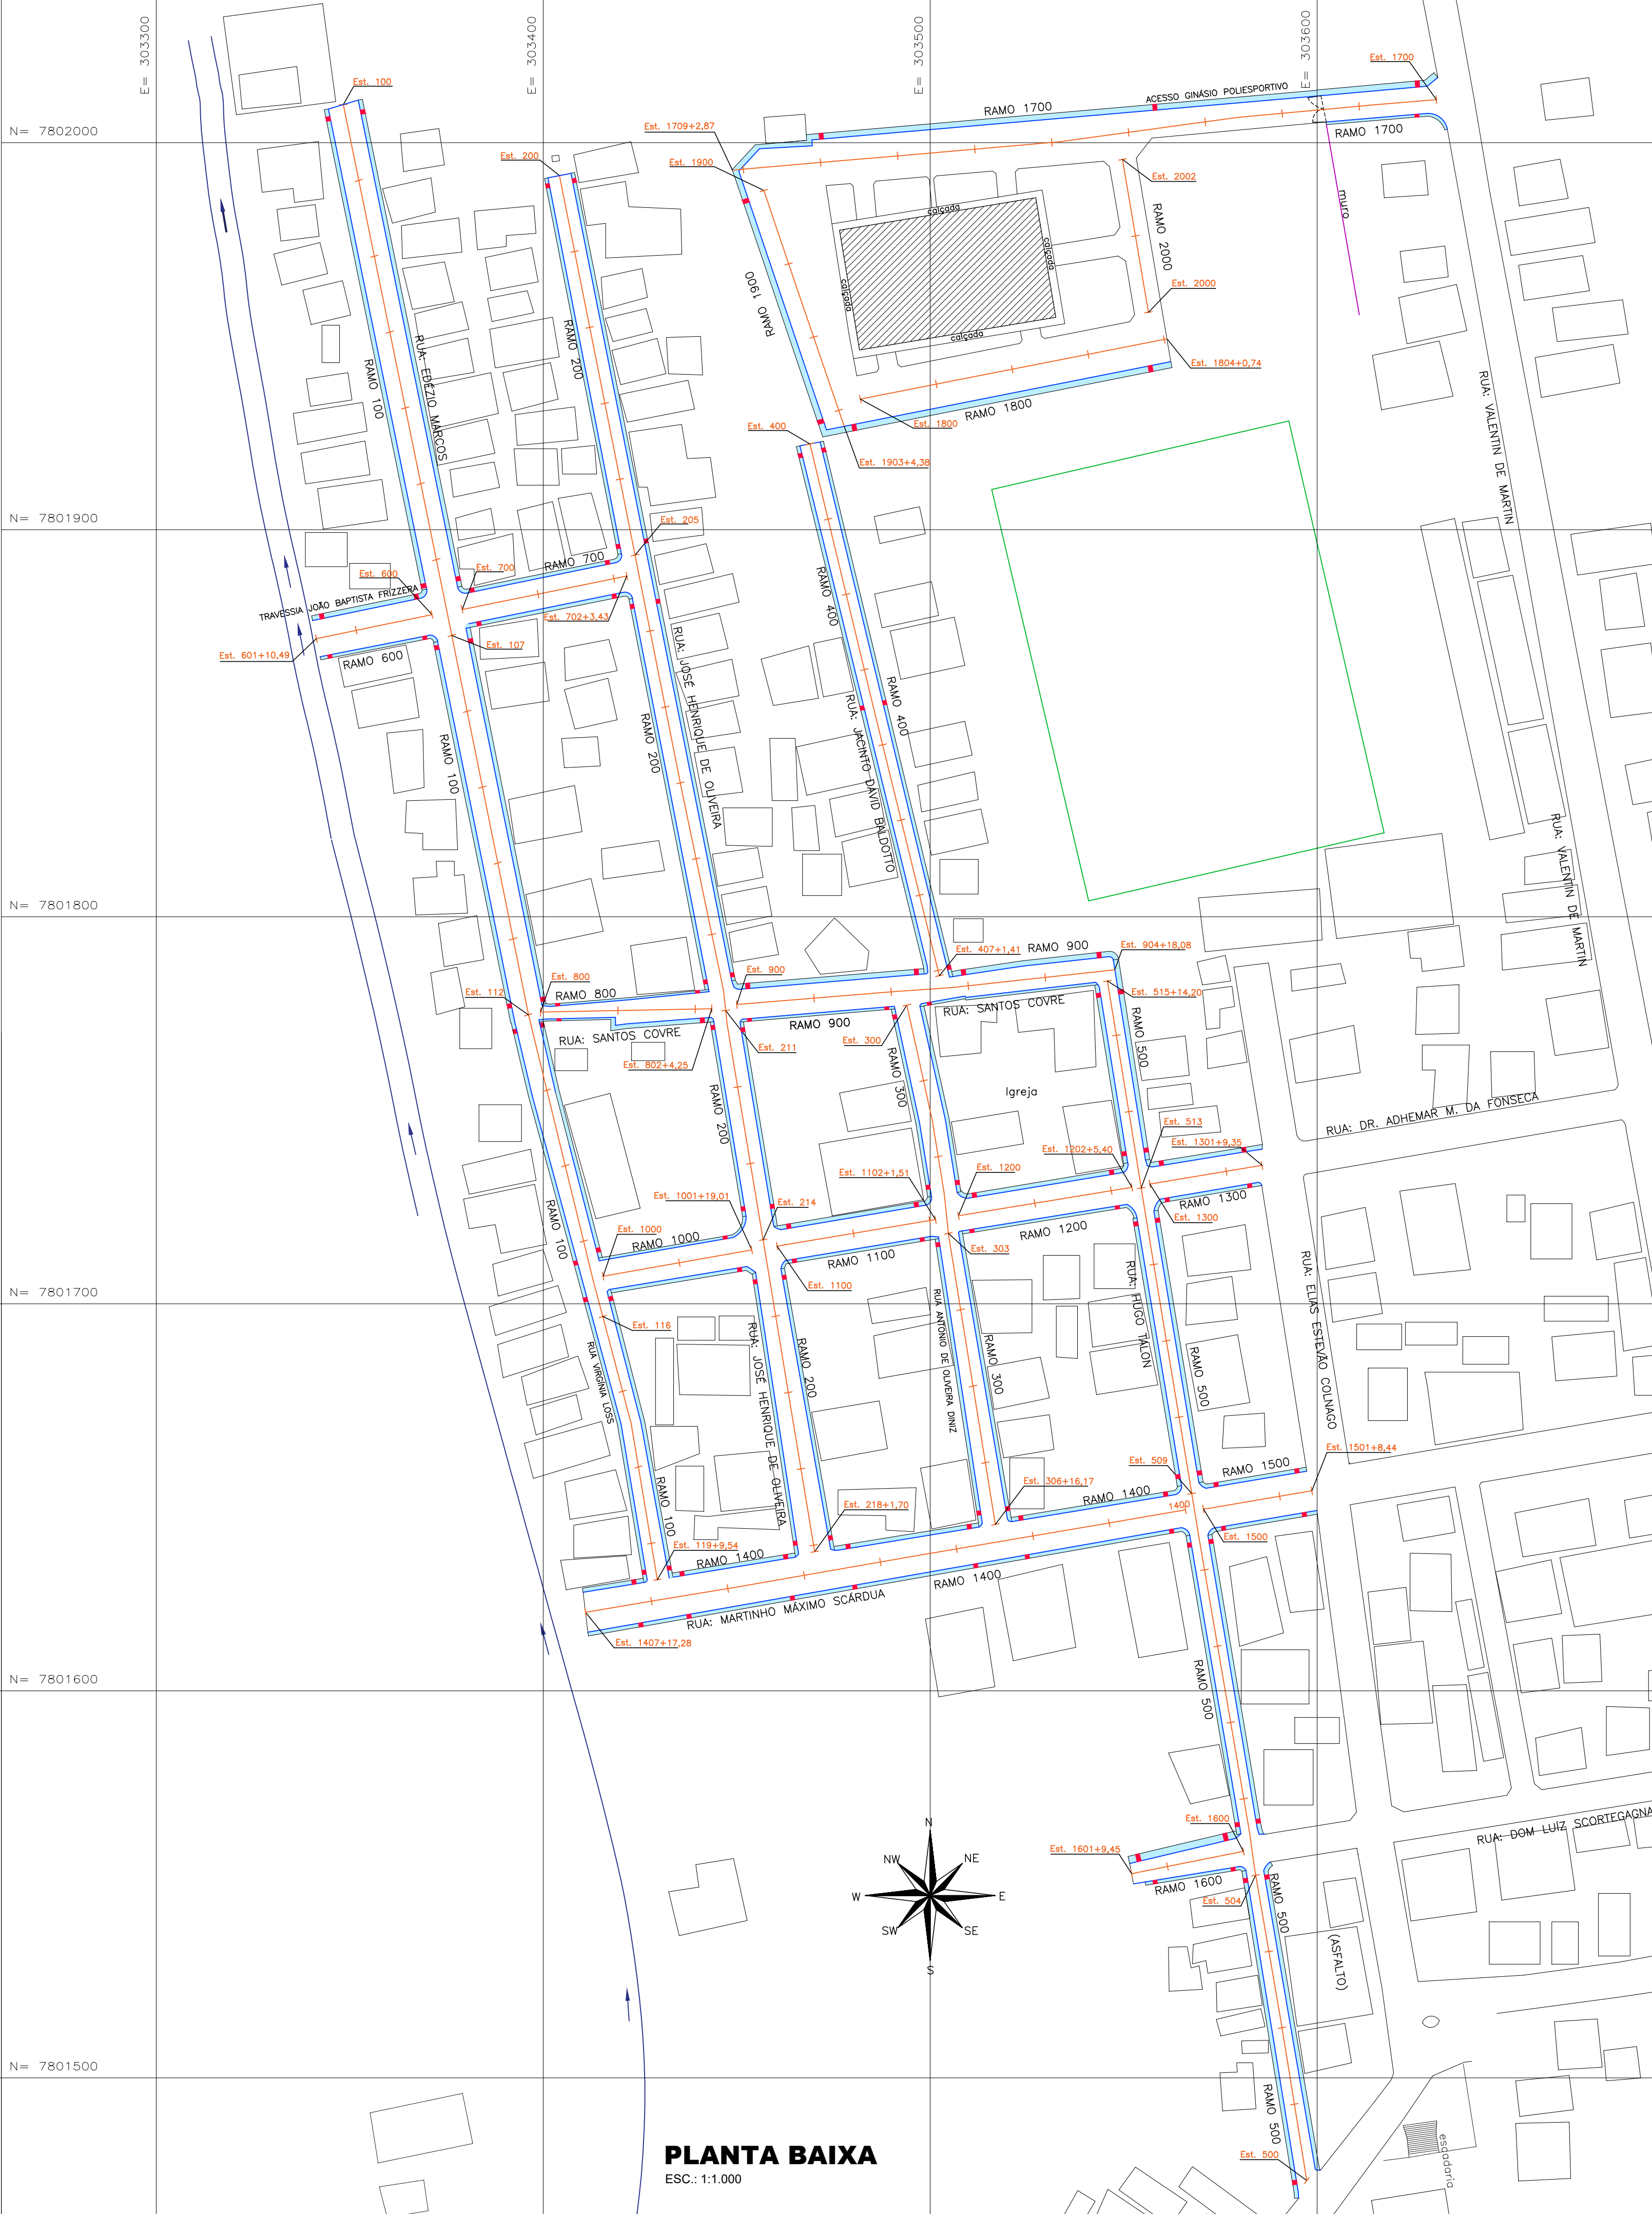 E= 303300
E= 303400
E= 303500
E= 303600
Est. 1700
Est. 100
ACESSO GINÁSIO POLIESPORTIVO
RAMO 1700
N= 7802000
Est. 1709+2,87
RAMO 1700
Est. 200
Est. 1900
Est. 2002
muro
calçada
RAMO 2000
calçada
calçada
Est. 2000
RAMO 1900
calçada
RAMO 200
RUA: EDÉZIO MARCOS
RAMO 100
Est. 1804+0,74
RUA: VALENTIN DE MARTIN
RAMO 1800
Est. 1800
Est. 400
Est. 1903+4,38
N= 7801900
Est. 205
RAMO 700
Est. 700
Est. 600
RAMO 400
TRAVESSIA JOÃO BAPTISTA FRIZZERA
Est. 702+3,43
Est. 107
Est. 601+10,49
RAMO 600
RUA: JOSÉ HENRIQUE DE OLIVEIRA
RAMO 400
RUA: JACINTO DAVID BALDOTTO
RAMO 200
RAMO 100
RUA: VALENTIN DE MARTIN
N= 7801800
Est. 407+1,41
RAMO 900
Est. 904+18,08
Est. 800
Est. 900
RAMO 800
Est. 112
Est. 515+14,20
RUA: SANTOS COVRE
RAMO 900
RUA: SANTOS COVRE
Est. 300
Est. 211
Est. 802+4,25
RAMO 500
RAMO 300
Igreja
RAMO 200
RUA: DR. ADHEMAR M. DA FONSECA
Est. 513
Est. 1301+9,35
Est. 1202+5,40
Est. 1102+1,51
Est. 1200
Est. 1001+19,01
Est. 214
RAMO 1300
Est. 1300
RAMO 1200
RAMO 100
Est. 1000
RAMO 1000
Est. 303
RAMO 1100
Est. 1100
RUA: HUGO TALON
RUA: ELIAS ESTEVÃO COLNAGO
N= 7801700
Est. 116
RUA ANTONIO DE OLIVEIRA DINIZ
RUA: JOSÉ HENRIQUE DE OLIVEIRA
RAMO 200
RAMO 300
RAMO 500
RUA VIRGINIA LOSS
Est. 1501+8,44
Est. 509
RAMO 1500
Est. 306+16,17
RAMO 1400
RAMO 100
Est. 218+1,70
1400
Est. 1500
Est. 119+9,54
RAMO 1400
RAMO 1400
RUA: MARTINHO MÁXIMO SCÁRDUA
Est. 1407+17,28
N= 7801600
RAMO 500
Est. 1600
RUA: DOM LUÍZ SCORTEGAGNA
Est. 1601+9,45
RAMO 1600
Est. 504
RAMO 500
N
NW
NE
W
E
SW
SE
S
(ASFALTO)
N= 7801500
RAMO 500
escadaria
Est. 500
PLANTA BAIXA
ESC.: 1:1.000